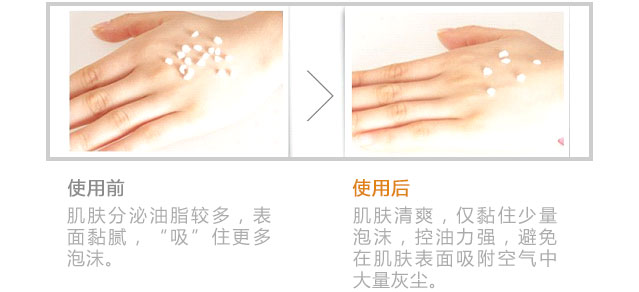 使用前
肌肤分泌油脂较多，表
面黏腻，“吸”住更多
泡沫。
使用后
肌肤清爽，仅黏住少量
泡沫，控油力强，避免
在肌肤表面吸附空气中
大量灰尘。